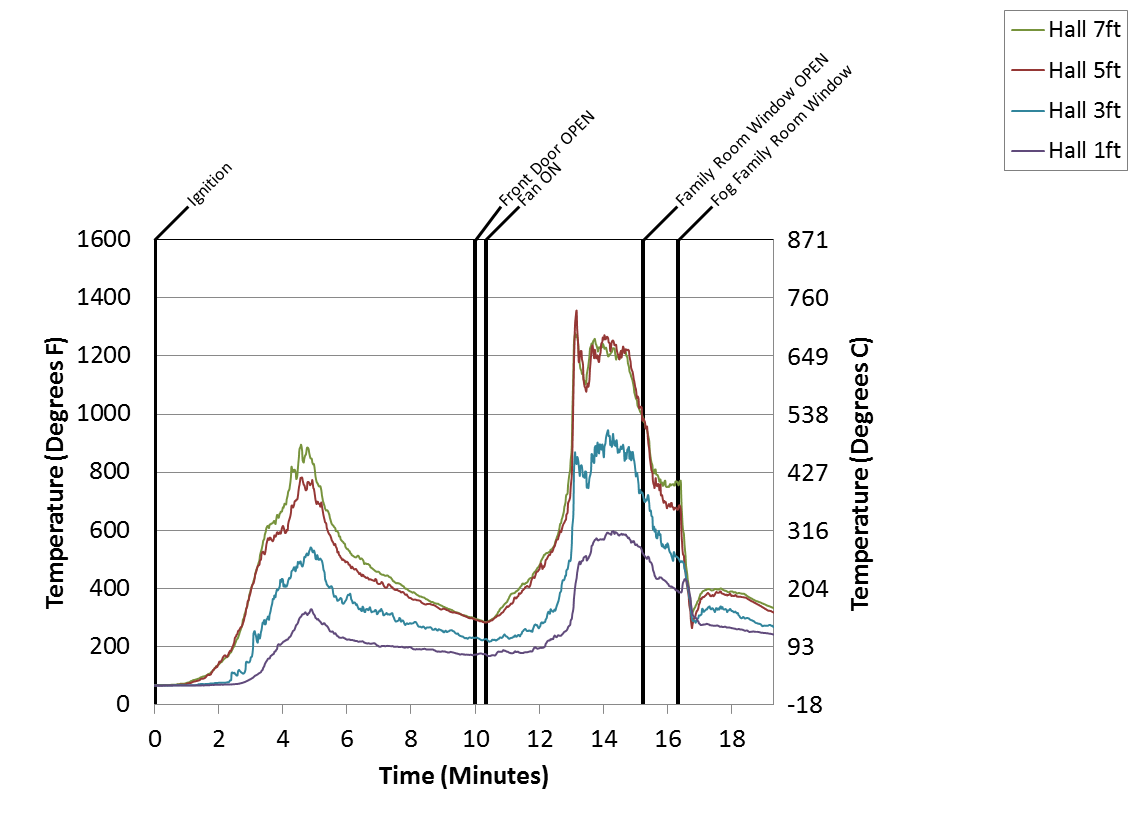 Hall 7ft
Hall 5ft
Hall 3ft
Hall 1ft
Ignition
Front Door OPEN
Fan ON
Family Room Window OPEN
Fog Family Room Window
1600
1400
1200
1000
800
600
400
200
0
Temperature (Degrees F)
871
760
649
538
427
316
204
93
-18
Temperature (Degrees C)
0 2 4 6 8 10 12 14 16 18
Time (Minutes)